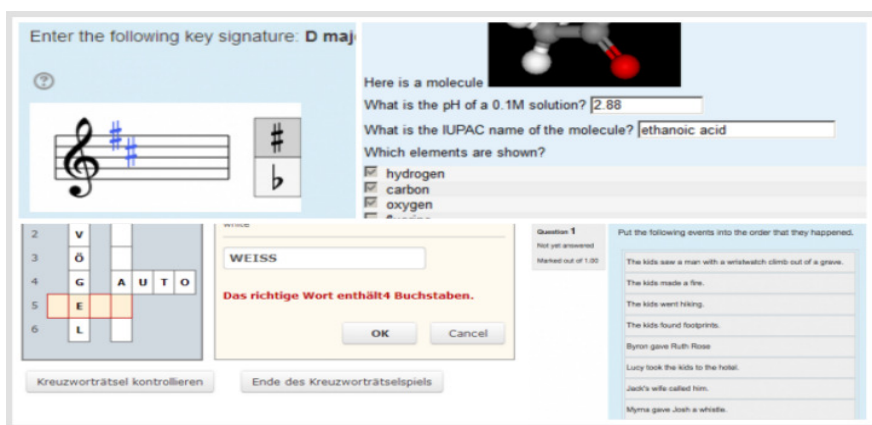 Enter the following key signature: D maj
Here is a molecule
What is the pH of a 0.1M solution? 2.88
What is the IUPAC name of the molecule? ethanoic acid
Which elements are shown?
hydrogen
carbon
oxygen
2 V
3 Ö
4 G A U T O
5 E
6 L
WEISS
Das richtige Wort enthält4 Buchstaben.
OK Cancel
Kreuzworträtsel kontrollieren Ende des Kreuzworträtselspiels
Question 1
Not yet answered
Marked out of 1.00
Put the following events into the order that they happened.
The kids saw a man with a wristwatch climb out of a grave.
The kids made a fire.
The kids went hiking.
The kids found footprints.
Byron gave Ruth Rose
Lucy took the kids to the hotel.
Jack's wife called him.
Myrna gave Josh a whistle.